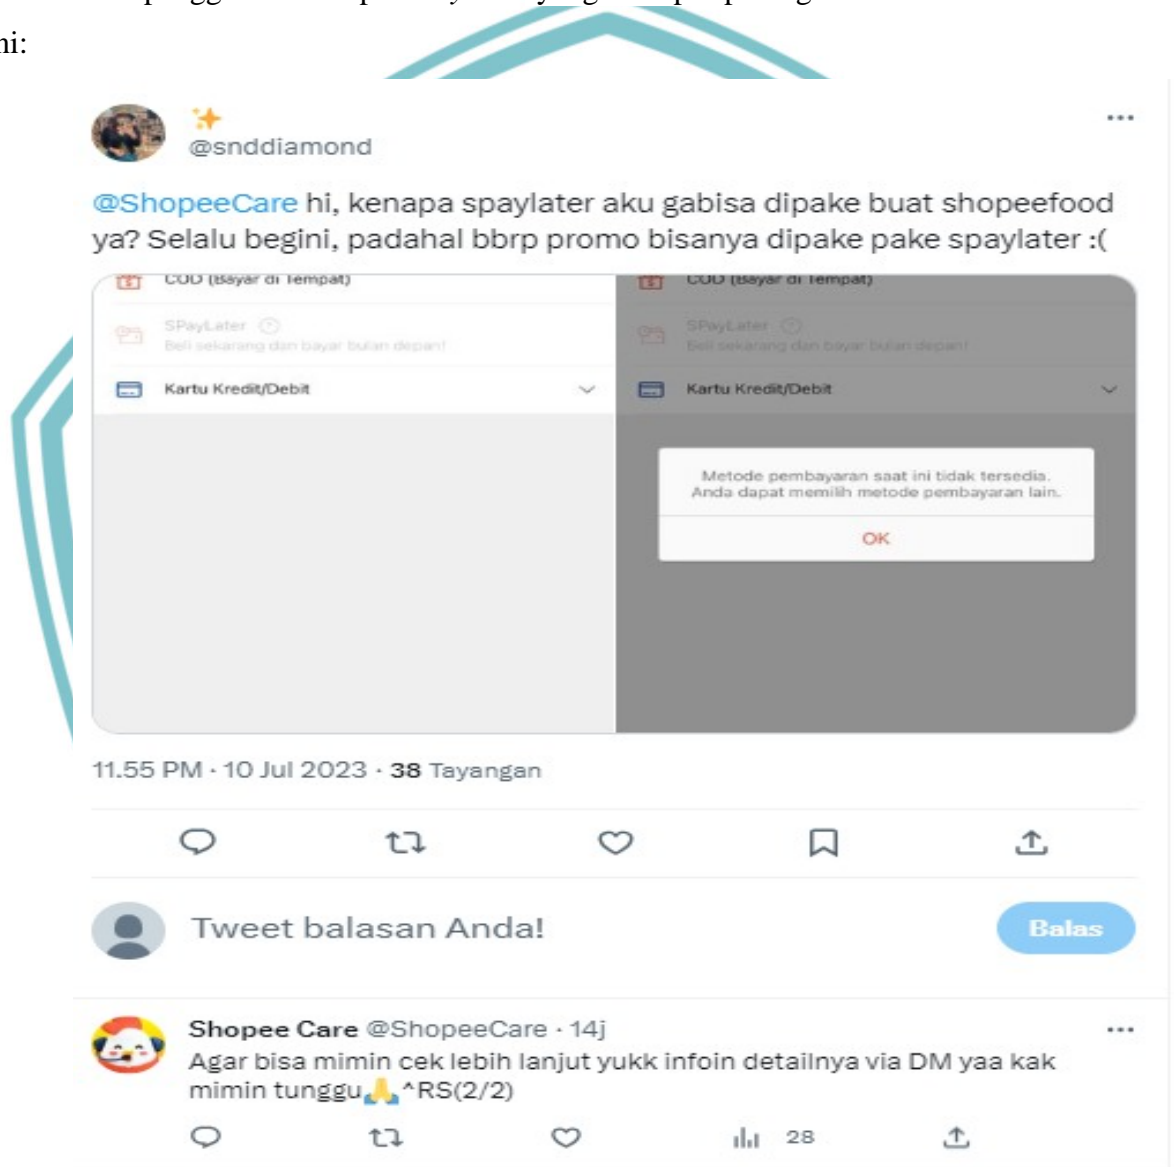 ni:
@snddiamond
@ShopeeCare hi, kenapa spaylater aku gabisa dipake buat shopeefood
ya? Selalu begini, padahal bbrp promo bisanya dipake pake spaylater :(
COD (Bayar di Tempat)
SPayLater ?
Beli sekarang dan bayar bulan depan!
Kartu Kredit/Debit
COD (Bayar di Tempat)
SPayLater ?
Beli sekarang dan bayar bulan depan!
Kartu Kredit/Debit
Metode pembayaran saat ini tidak tersedia.
Anda dapat memilih metode pembayaran lain.
OK
11.55 PM · 10 Jul 2023 · 38 Tayangan
Tweet balasan Anda!
Balas
Shopee Care @ShopeeCare · 14j
Agar bisa mimin cek lebih lanjut yukk infoin detailnya via DM yaa kak
mimin tunggu🙏 ^RS(2/2)
28